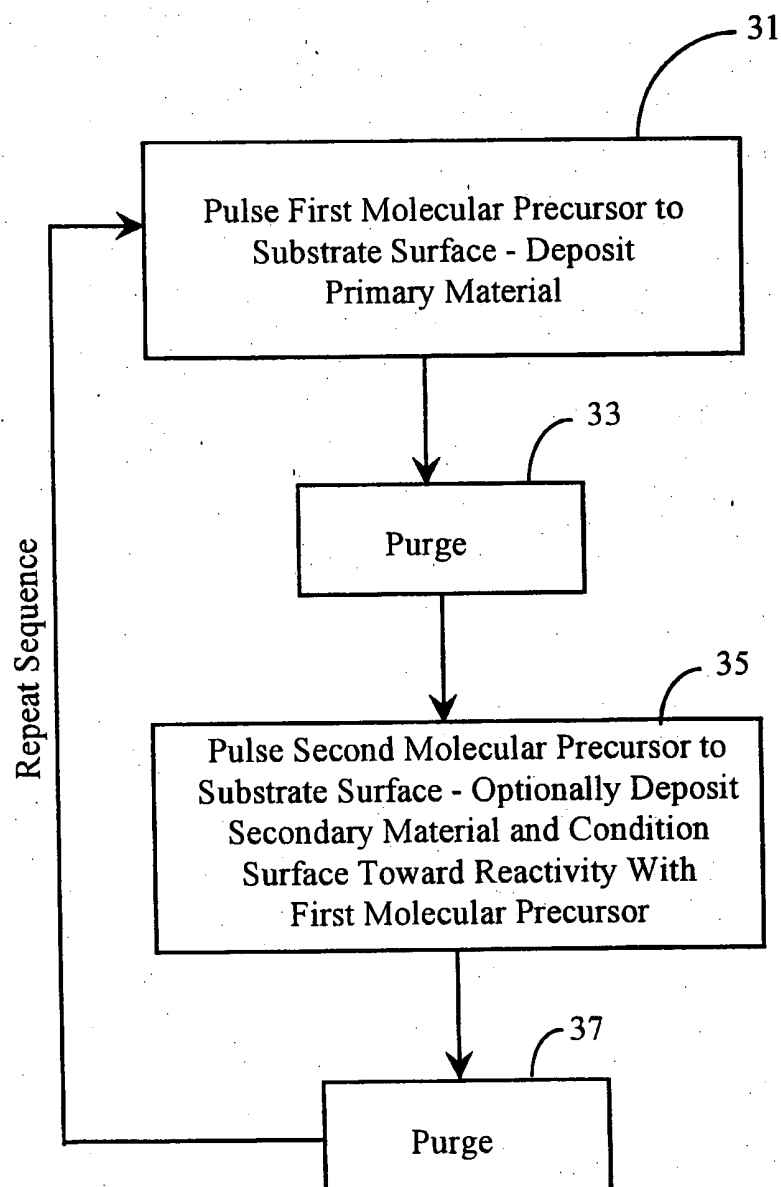 31
Pulse First Molecular Precursor to
Substrate Surface - Deposit
Primary Material
33
Purge
35
Pulse Second Molecular Precursor to
Substrate Surface - Optionally Deposit
Secondary Material and Condition
Surface Toward Reactivity With
First Molecular Precursor
37
Purge
Repeat Sequence